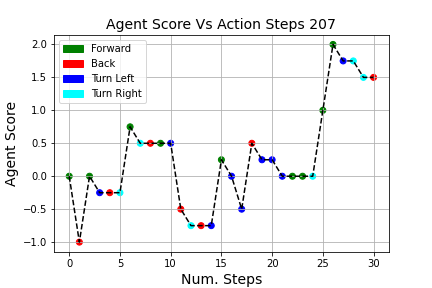 Agent Score Vs Action Steps 207
Agent Score
2.0
1.5
1.0
0.5
0.0
−0.5
−1.0
Forward
Back
Turn Left
Turn Right
0 5 10 15 20 25 30
Num. Steps